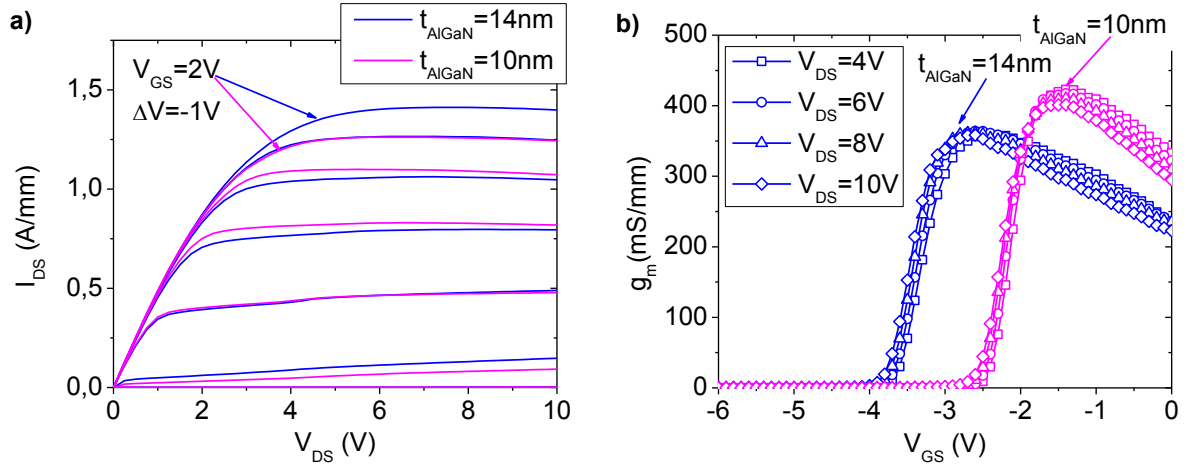 a)
t_AlGaN=14nm
t_AlGaN=10nm
V_GS=2V
ΔV=-1V
1,5
1,0
0,5
0,0
I_DS (A/mm)
0 2 4 6 8 10
V_DS (V)
b)
t_AlGaN=10nm
t_AlGaN=14nm
V_DS=4V
V_DS=6V
V_DS=8V
V_DS=10V
500
400
300
200
100
0
g_m(mS/mm)
-6 -5 -4 -3 -2 -1 0
V_GS (V)